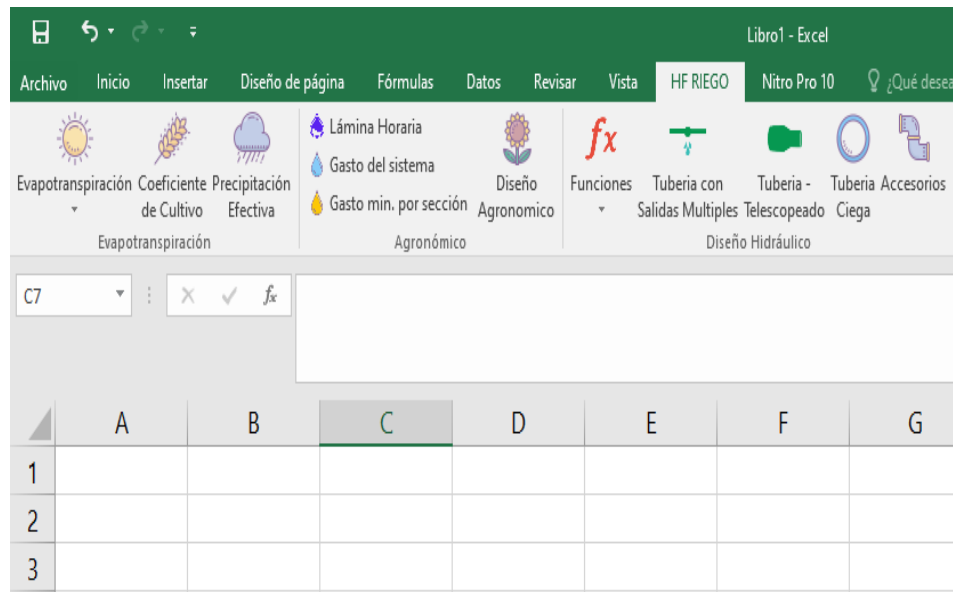 Libro1 - Excel
Archivo Inicio Insertar Diseño de página Fórmulas Datos Revisar Vista HF RIEGO Nitro Pro 10 ¿Qué desea
Evapotranspiración
Coeficiente de Cultivo
Precipitación Efectiva
Evapotranspiración
Lámina Horaria
Gasto del sistema
Gasto min. por sección
Diseño Agronomico
Agronómico
fx
Funciones
Tuberia con Salidas Multiples
Tuberia - Telescopeado
Tuberia Ciega
Accesorios
Diseño Hidráulico
C7 fx
A B C D E F G
1
2
3